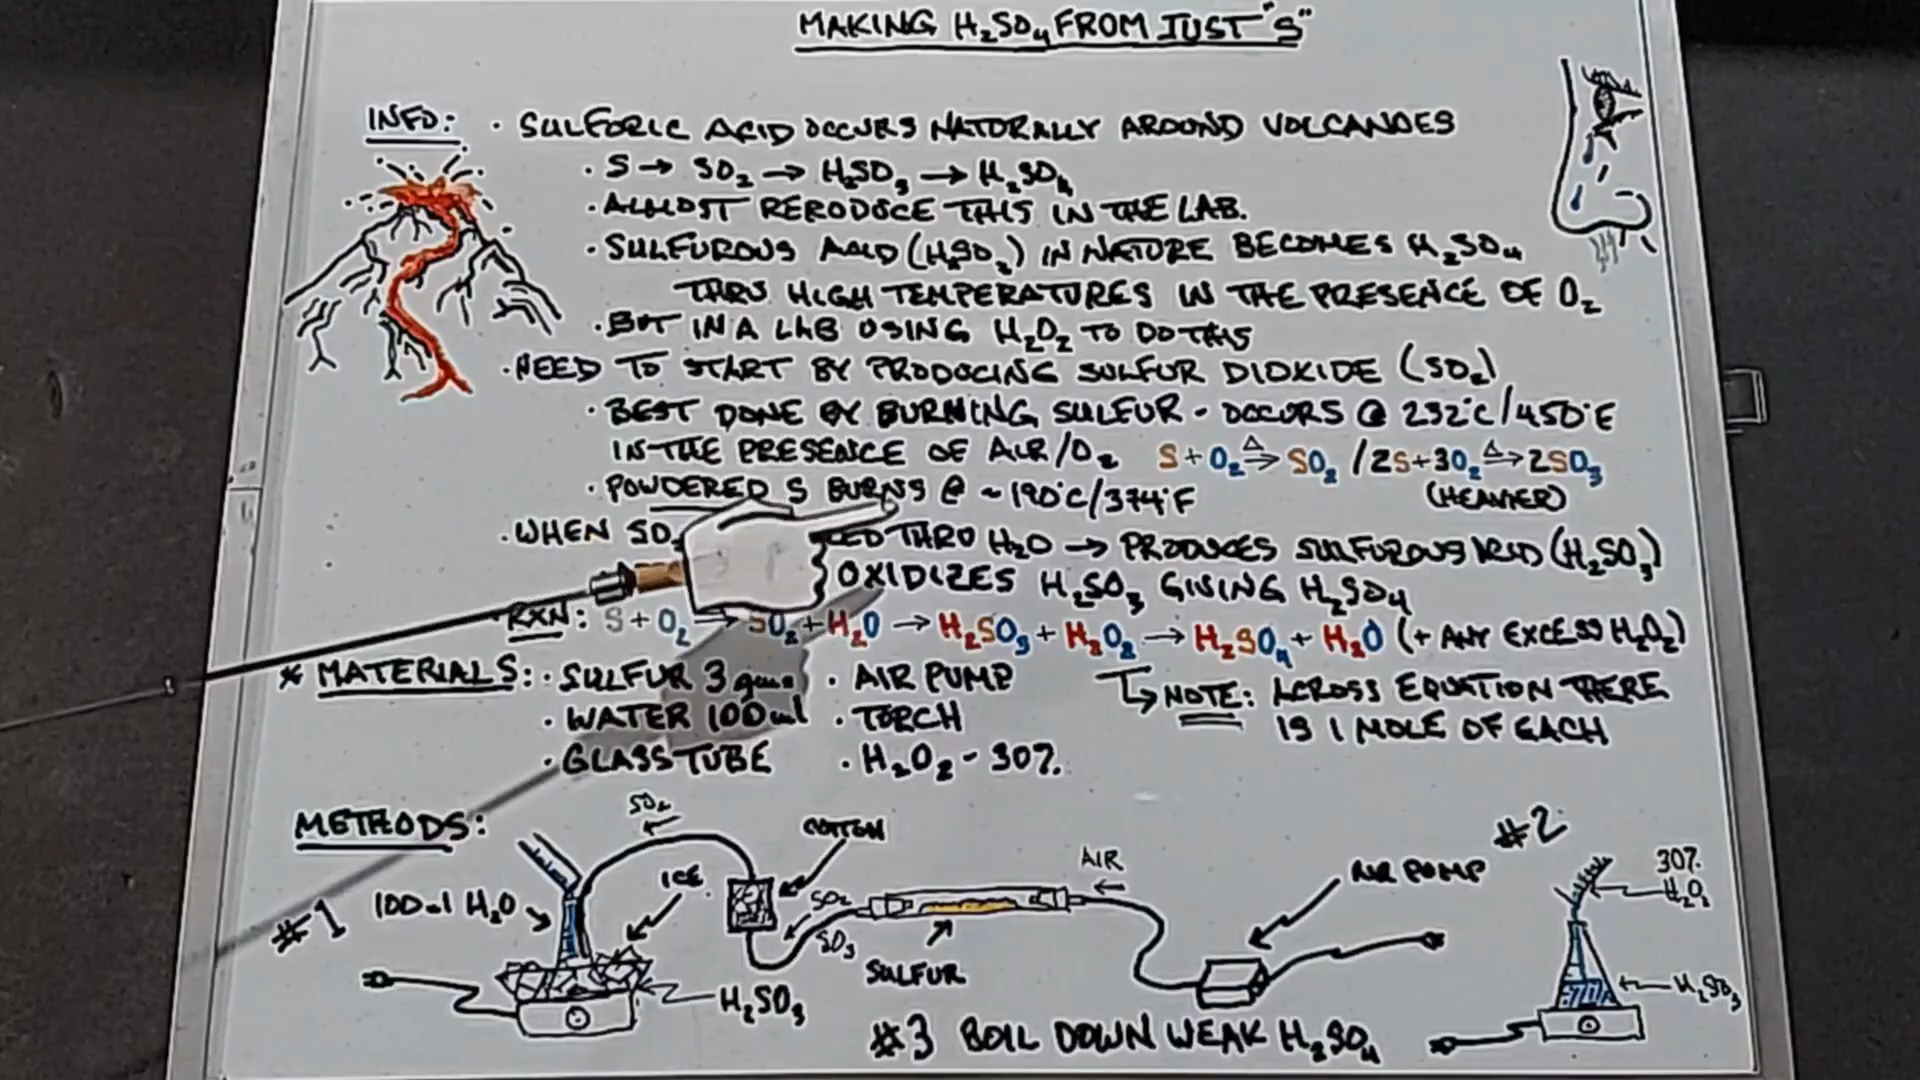 MAKING H₂SO₄ FROM JUST "S"
INFO: · SULFORIC ACID OCCURS NATURALLY AROUND VOLCANOES
· S → SO₂ → H₂SO₃ → H₂SO₄
· ALMOST RERODUCE THIS IN THE LAB.
· SULFUROUS ACID (H₂SO₂) IN NATURE BECOMES H₂SO₄
THRU HIGH TEMPERATURES IN THE PRESENCE OF O₂
· BUT IN A LAB USING H₂O₂ TO DO THIS
· NEED TO START BY PRODUCING SULFUR DIOXIDE (SO₂)
· BEST DONE BY BURNING SULFUR - OCCURS @ 232°C/450°F
IN THE PRESENCE OF AIR/O₂ S + O₂ △→ SO₂ / 2S + 3O₂ △→ 2SO₃
· POWDERED S BURNS @ ~190°C/374°F (HEAVIER)
· WHEN SO THRU H₂O → PRODUCES SULFUROUS ACID (H₂SO₃)
OXIDIZES H₂SO₃ GIVING H₂SO₄
RXN: S + O₂ → SO₂ + H₂O → H₂SO₃ + H₂O₂ → H₂SO₄ + H₂O (+ ANY EXCESS H₂O₂)
* MATERIALS: · SULFUR 3 gms · AIR PUMP
↳ NOTE: ACROSS EQUATION THERE
· WATER 100ml · TORCH
IS 1 MOLE OF EACH
· GLASS TUBE · H₂O₂ - 30%
METHODS:
#1
100ml H₂O
SO₂
ICE
H₂SO₃
COTTON
SO₂
SO₃
SULFUR
AIR
AIR PUMP
#2
30%
H₂O₂
H₂SO₃
#3 BOIL DOWN WEAK H₂SO₄